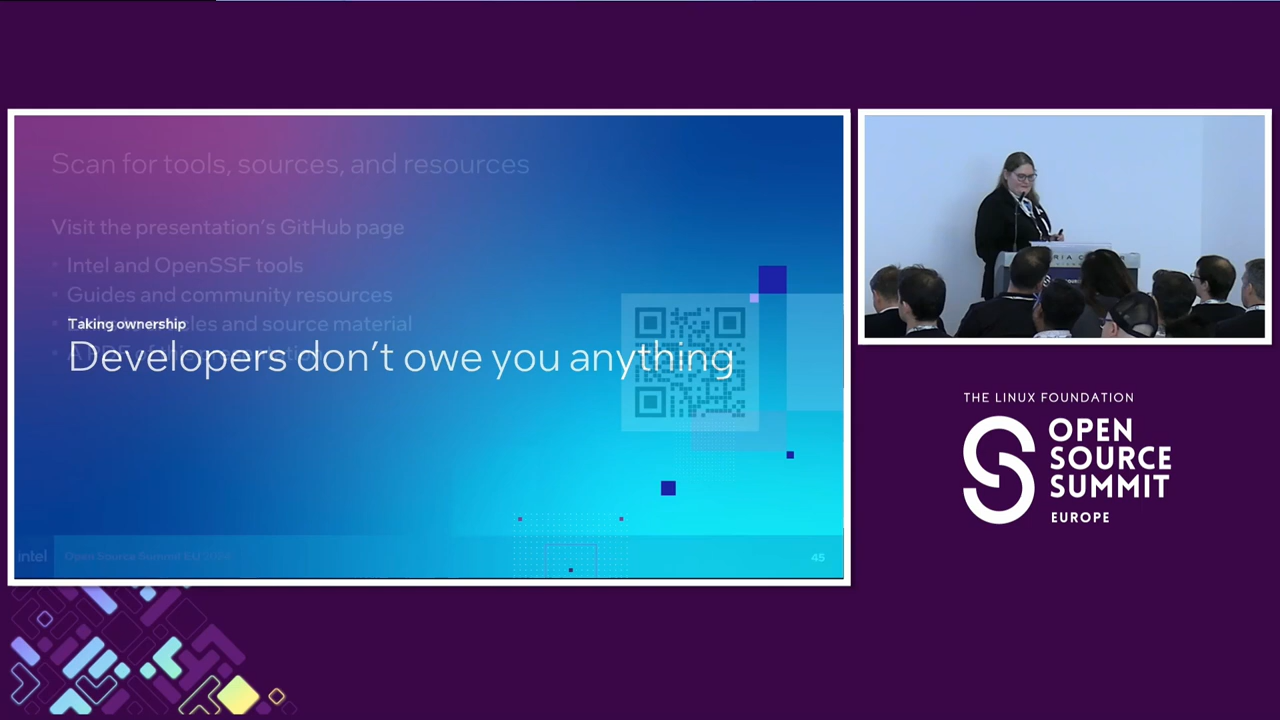 Scan for tools, sources, and resources
Visit the presentation's GitHub page
Intel and OpenSSF tools
Guides and community resources
and source material
Taking ownership
Developers don't owe you anything
intel
Open Source Summit EU
45
THE LINUX FOUNDATION
OPEN
SOURCE
SUMMIT
EUROPE